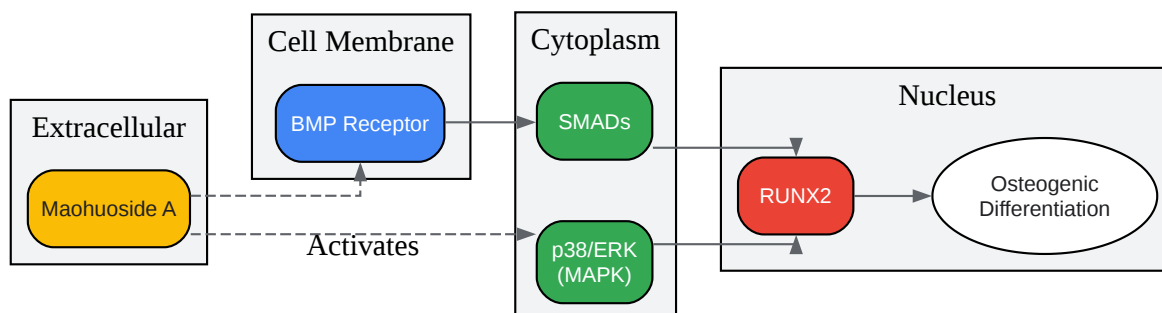 Extracellular
Maohuoside A
Cell Membrane
BMP Receptor
Activates
Cytoplasm
SMADs
p38/ERK
(MAPK)
Nucleus
RUNX2
Osteogenic
Differentiation